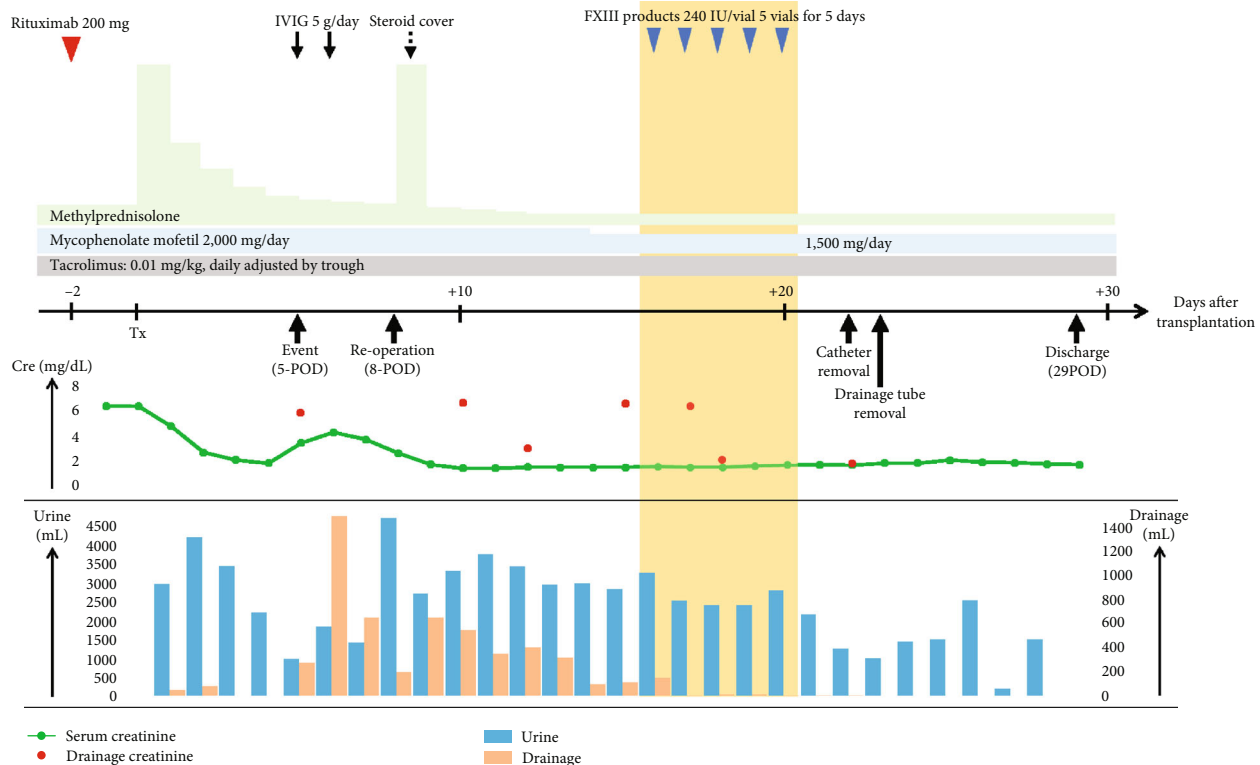 Rituximab 200 mg
IVIG 5 g/day
Steroid cover
FXIII products 240 IU/vial 5 vials for 5 days
Methylprednisolone
Mycophenolate mofetil 2,000 mg/day
1,500 mg/day
Tacrolimus: 0.01 mg/kg, daily adjusted by trough
−2
+10
+20
+30
Tx
Days after
transplantation
Event
(5-POD)
Re-operation
(8-POD)
Catheter
removal
Drainage tube
removal
Discharge
(29POD)
Cre (mg/dL)
8
6
4
2
0
Urine
(mL)
4500
4000
3500
3000
2500
2000
1500
1000
500
0
Drainage
(mL)
1400
1200
1000
800
600
400
200
0
Serum creatinine
Drainage creatinine
Urine
Drainage